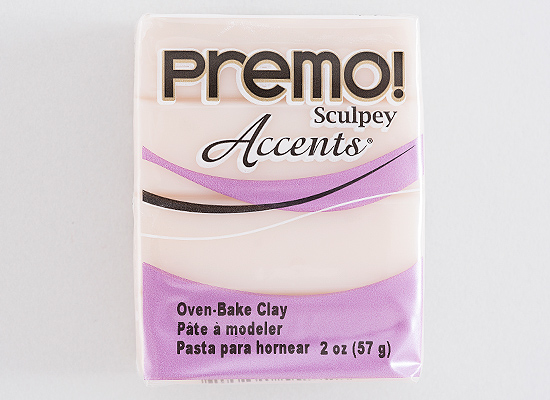 Premo!
Sculpey
Accents®
Oven-Bake Clay
Pâte à modeler
Pasta para hornear 2 oz (57 g)